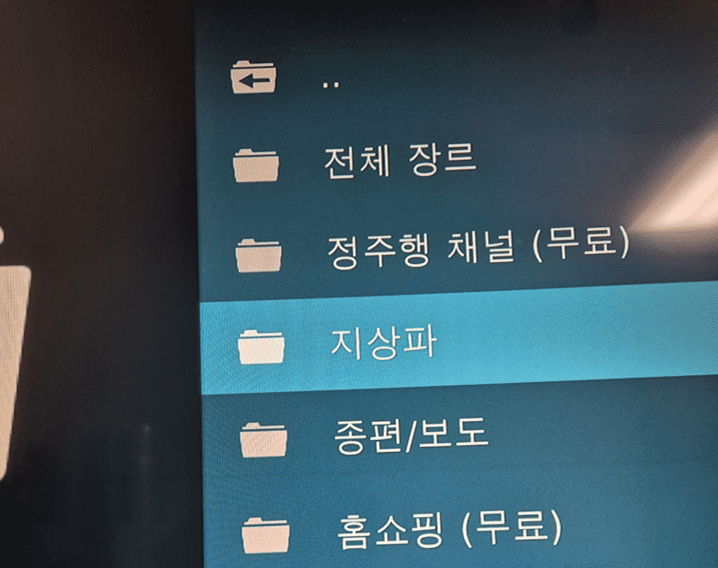 ..
전체 장르
정주행 채널 (무료)
지상파
종편/보도
홈쇼핑 (무료)